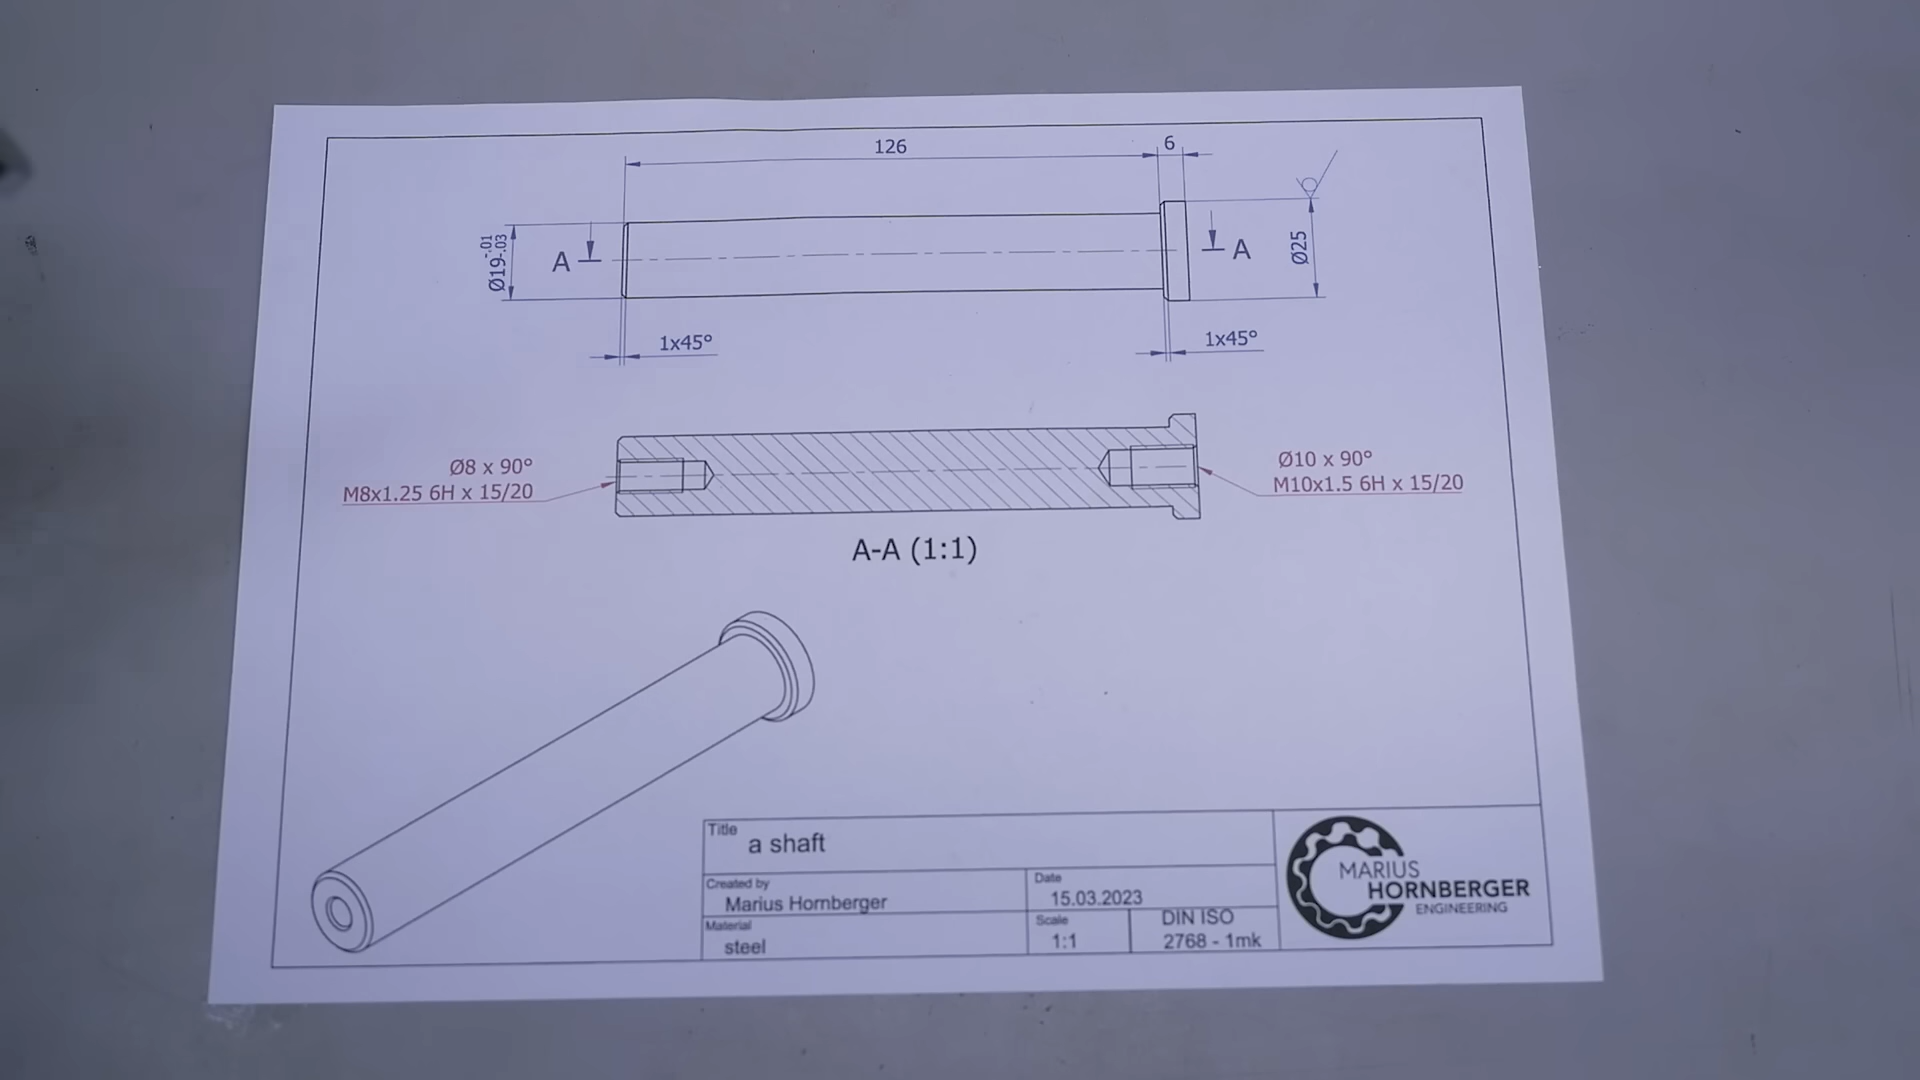 126
6
Ø19 -.01 -.03
A
A
Ø25
1x45°
1x45°
Ø8 x 90°
M8x1.25 6H x 15/20
Ø10 x 90°
M10x1.5 6H x 15/20
A-A (1:1)
Title
a shaft
Created by
Marius Hornberger
Date
15.03.2023
Material
steel
Scale
1:1
DIN ISO
2768 - 1mk
MARIUS
HORNBERGER
ENGINEERING